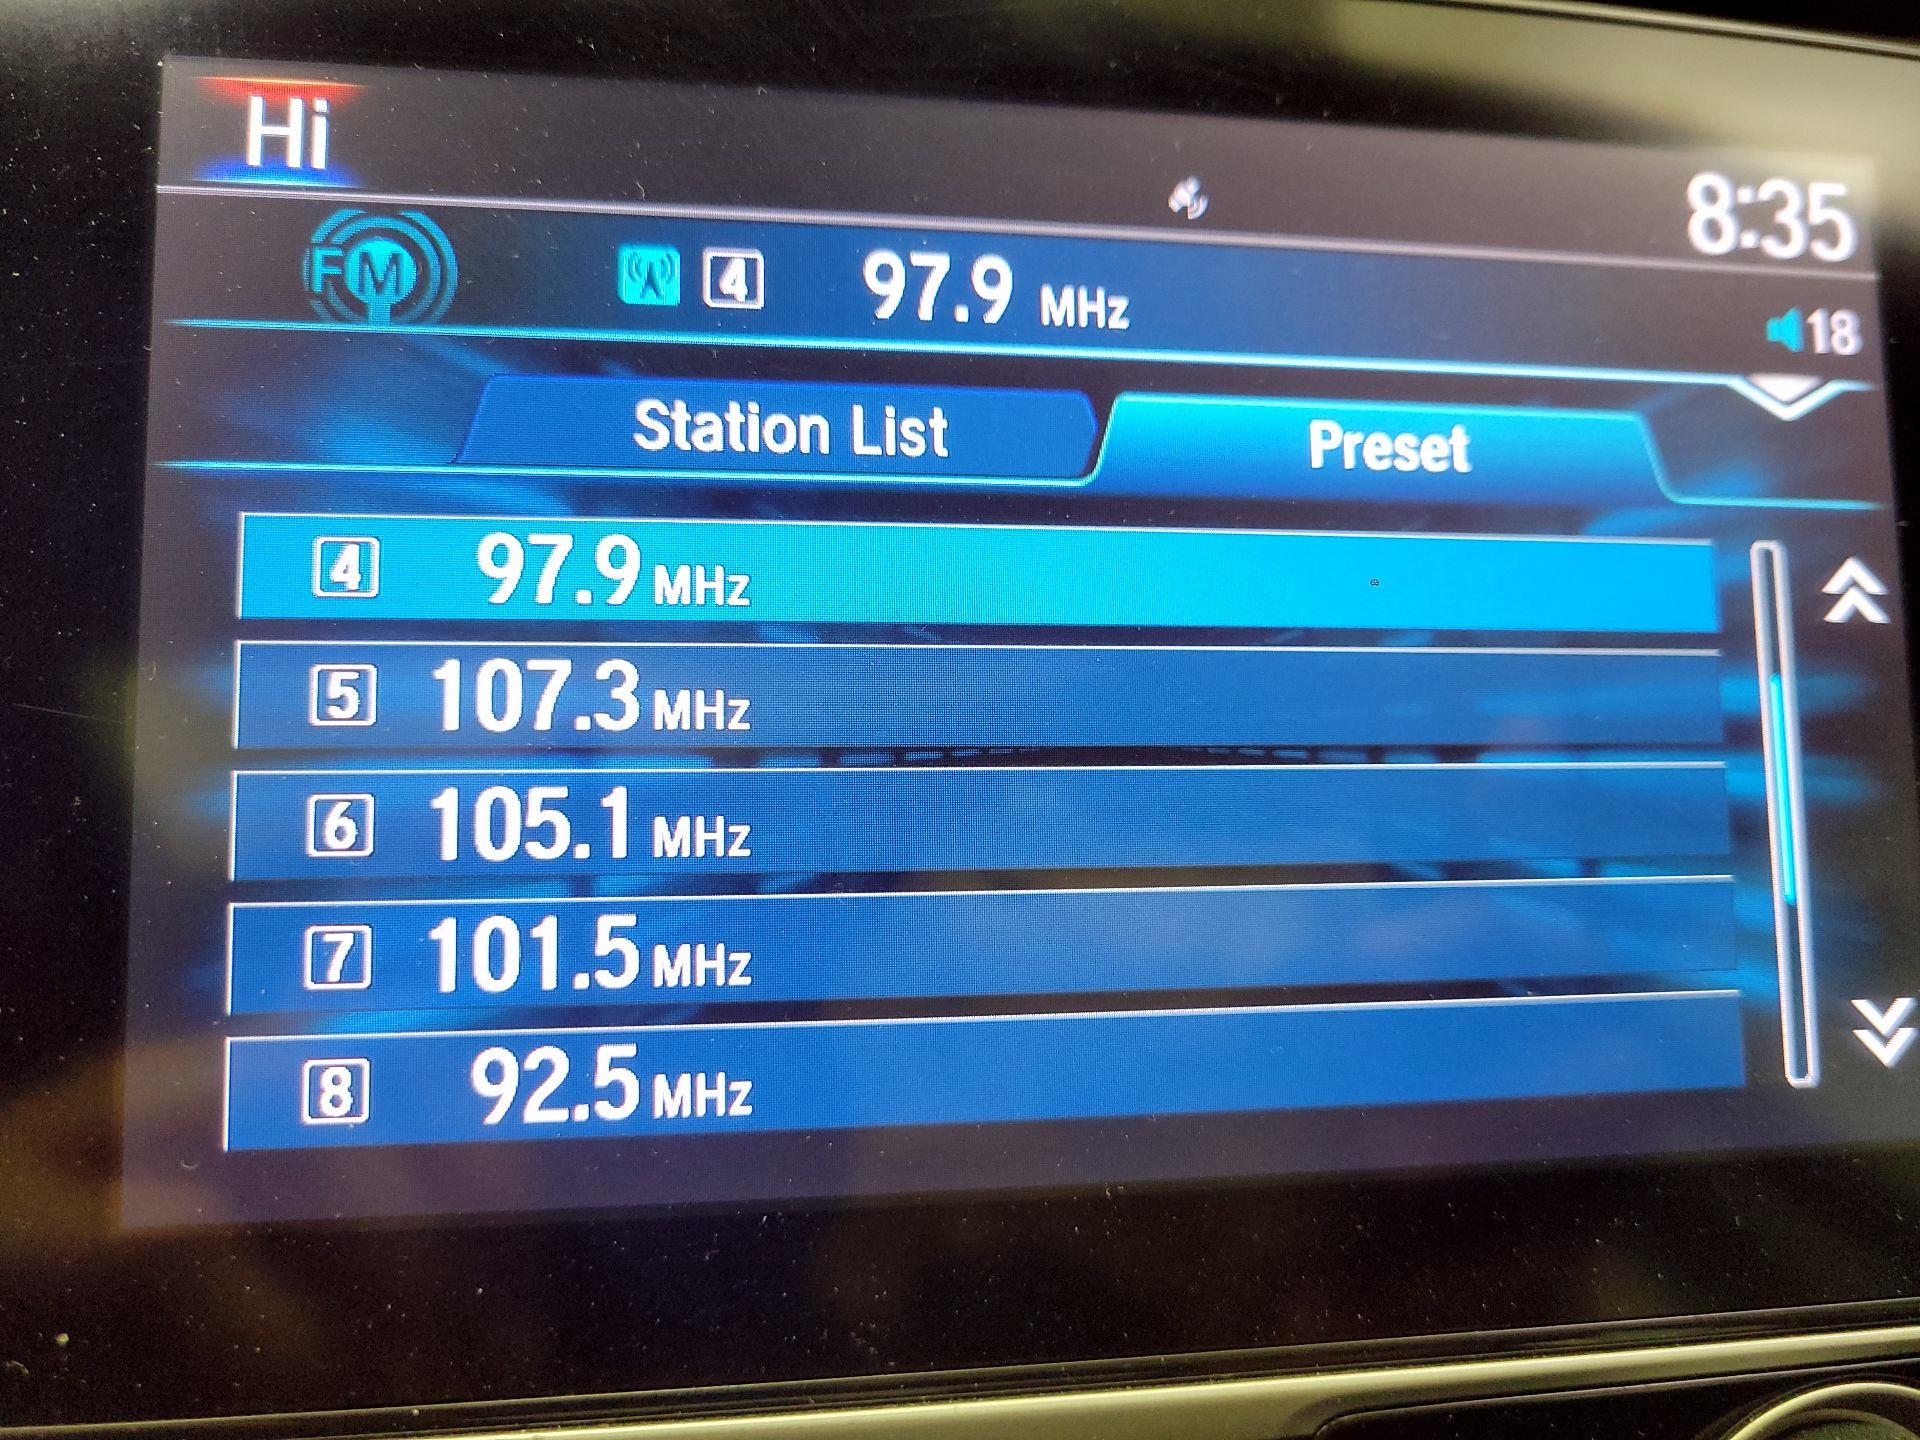 Hi
8:35
FM 4 97.9 MHz
18
Station List Preset
4 97.9 MHz
5 107.3 MHz
6 105.1 MHz
7 101.5 MHz
8 92.5 MHz